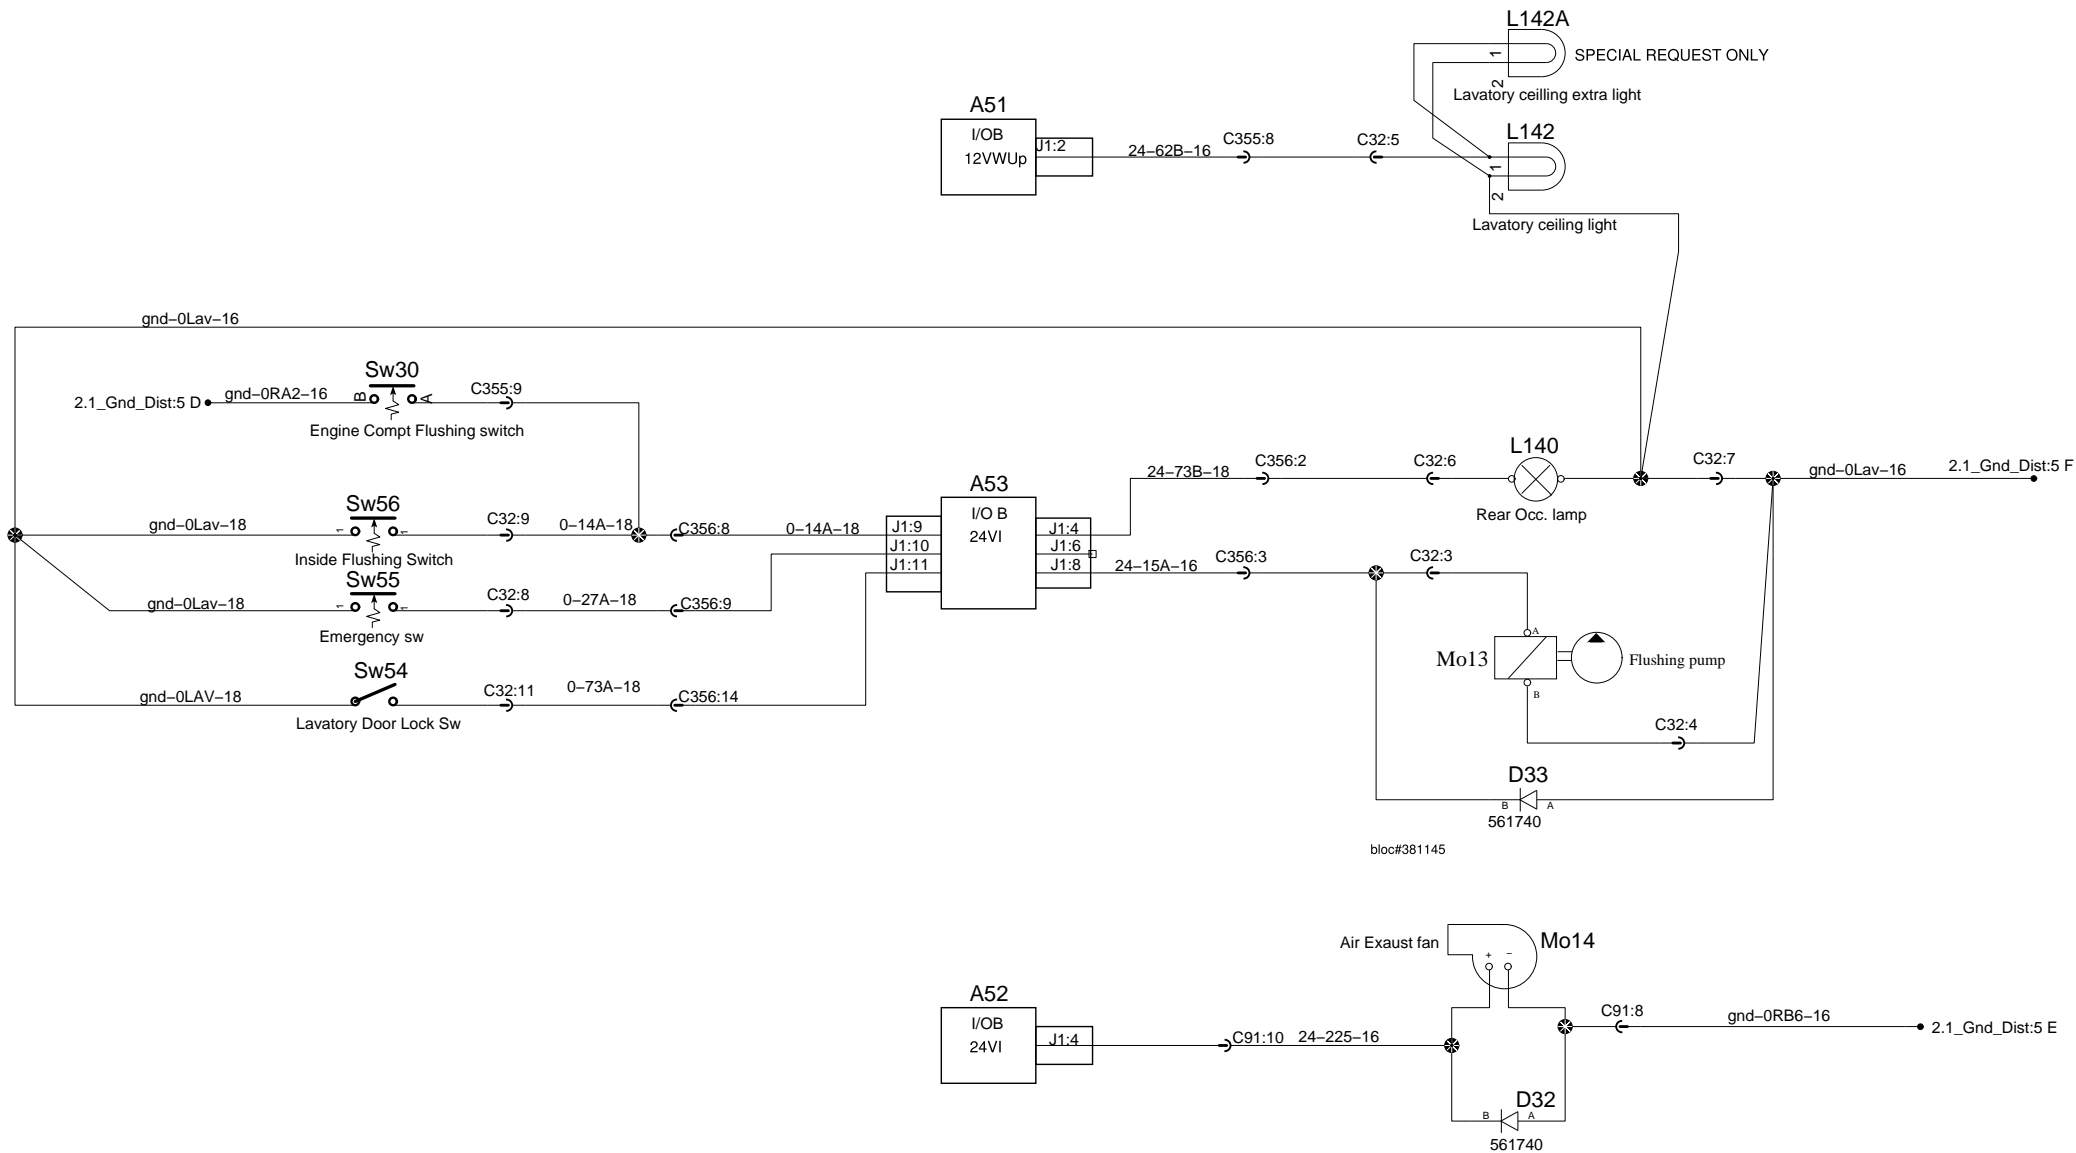 L142A
1
SPECIAL REQUEST ONLY
2
Lavatory ceilling extra light
A51
I/OB
12VWUp
J1:2
24-62B-16
C355:8
C32:5
L142
1
2
Lavatory ceiling light
gnd-0Lav-16
Sw30
2.1_Gnd_Dist:5 D
gnd-0RA2-16
B
A
C355:9
Engine Compt Flushing switch
Sw56
gnd-0Lav-18
1
1
C32:9
0-14A-18
C356:8
0-14A-18
Inside Flushing Switch
Sw55
gnd-0Lav-18
1
1
C32:8
0-27A-18
C356:9
Emergency sw
Sw54
gnd-0LAV-18
C32:11
0-73A-18
C356:14
Lavatory Door Lock Sw
A53
I/O B
24VI
J1:9
J1:10
J1:11
J1:4
J1:6
J1:8
24-73B-18
C356:2
C32:6
L140
Rear Occ. lamp
C32:7
gnd-0Lav-16
2.1_Gnd_Dist:5 F
24-15A-16
C356:3
C32:3
A
Mo13
Flushing pump
B
C32:4
D33
B
A
561740
bloc#381145
Air Exaust fan
Mo14
+
−
A52
I/OB
24VI
J1:4
C91:10
24-225-16
C91:8
gnd-0RB6-16
2.1_Gnd_Dist:5 E
D32
B
A
561740